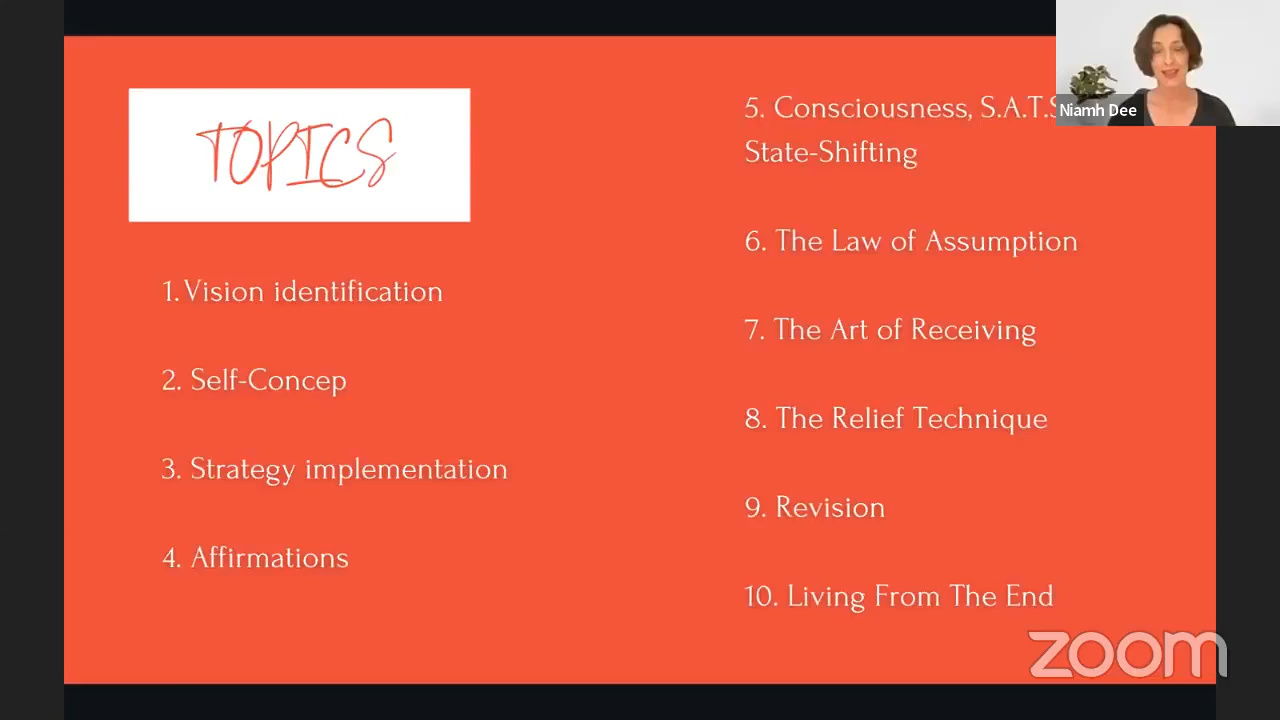 TOPICS
1. Vision identification
2. Self-Concep
3. Strategy implementation
4. Affirmations
5. Consciousness, S.A.T.S
State-Shifting
6. The Law of Assumption
7. The Art of Receiving
8. The Relief Technique
9. Revision
10. Living From The End
Niamh Dee
zoom